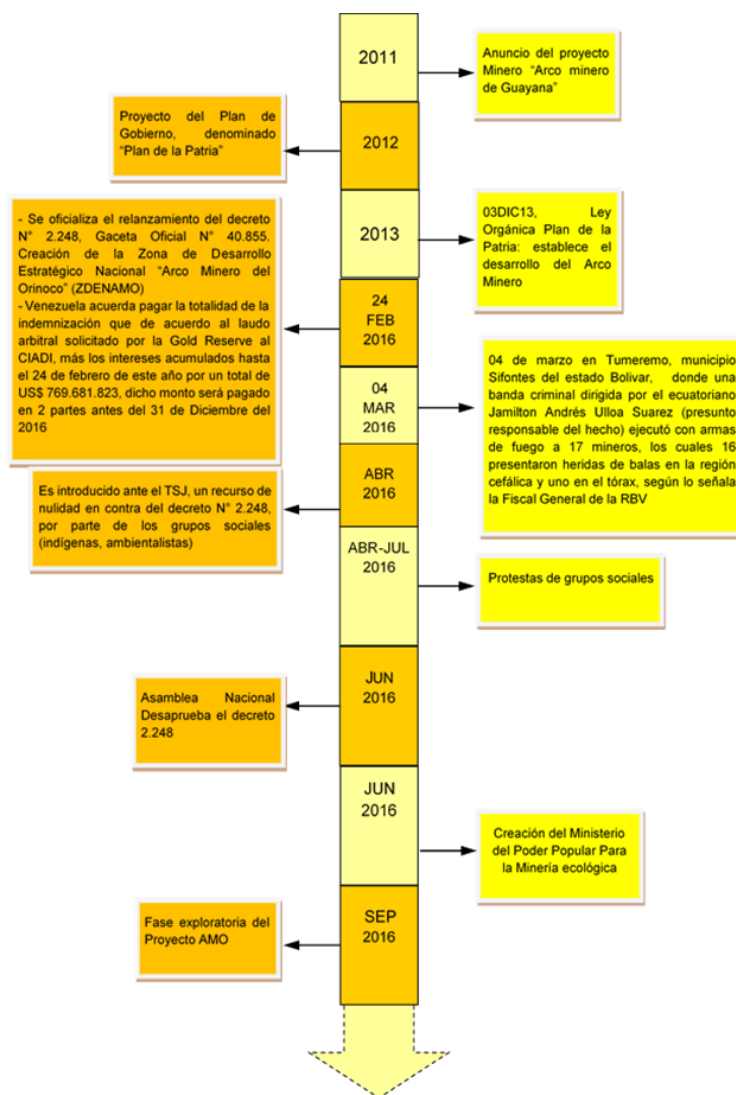 2011
Anuncio del proyecto
Minero “Arco minero
de Guayana”
Proyecto del Plan de
Gobierno, denominado
“Plan de la Patria”
2012
2013
03DIC13, Ley
Orgánica Plan de la
Patria: establece el
desarrollo del Arco
Minero
- Se oficializa el relanzamiento del decreto
N° 2.248, Gaceta Oficial N° 40.855.
Creación de la Zona de Desarrollo
Estratégico Nacional “Arco Minero del
Orinoco” (ZDENAMO)
- Venezuela acuerda pagar la totalidad de la
indemnización que de acuerdo al laudo
arbitral solicitado por la Gold Reserve al
CIADI, más los intereses acumulados hasta
el 24 de febrero de este año por un total de
US$ 769.681.823, dicho monto será pagado
en 2 partes antes del 31 de Diciembre del
2016
24
FEB
2016
04
MAR
2016
04 de marzo en Tumeremo, municipio
Sifontes del estado Bolivar, donde una
banda criminal dirigida por el ecuatoriano
Jamilton Andrés Ulloa Suarez (presunto
responsable del hecho) ejecutó con armas
de fuego a 17 mineros, los cuales 16
presentaron heridas de balas en la región
cefálica y uno en el tórax, según lo señala
la Fiscal General de la RBV
Es introducido ante el TSJ, un recurso de
nulidad en contra del decreto N° 2.248,
por parte de los grupos sociales
(indígenas, ambientalistas)
ABR
2016
ABR-JUL
2016
Protestas de grupos sociales
Asamblea Nacional
Desaprueba el decreto
2.248
JUN
2016
JUN
2016
Creación del Ministerio
del Poder Popular Para
la Minería ecológica
Fase exploratoria del
Proyecto AMO
SEP
2016